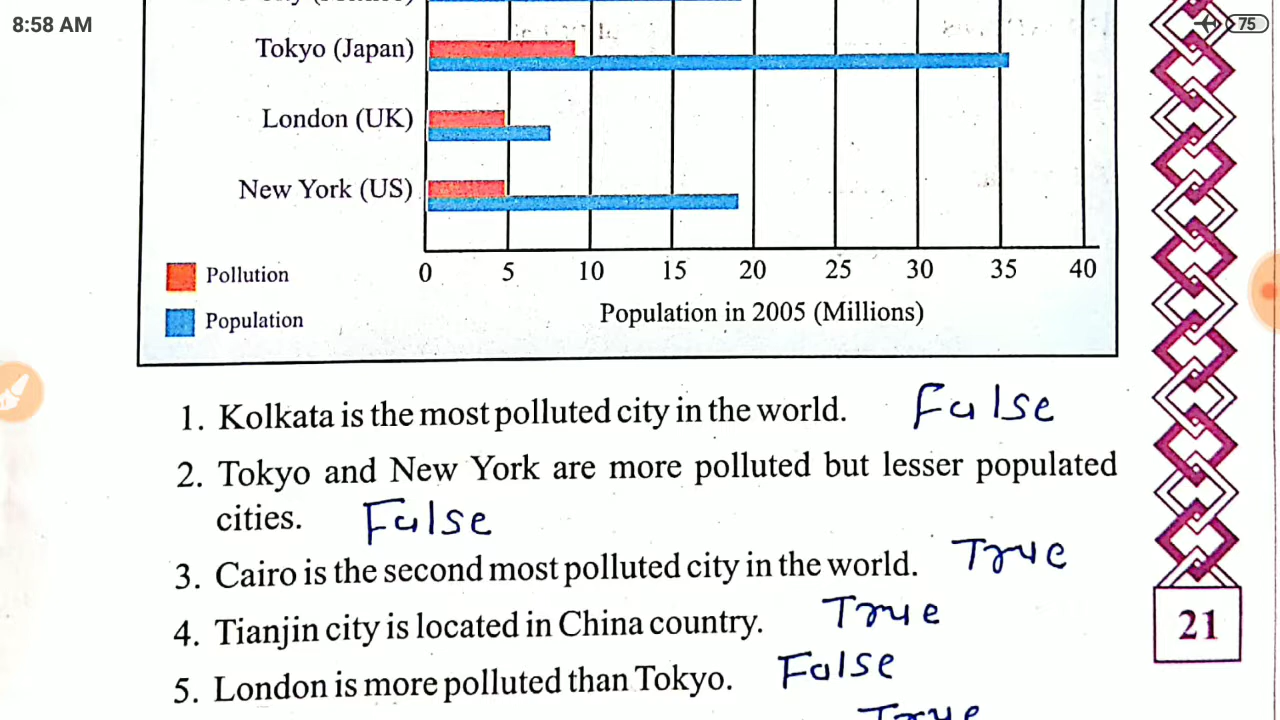 8:58 AM
75
Tokyo (Japan)
London (UK)
New York (US)
0 5 10 15 20 25 30 35 40
Pollution
Population in 2005 (Millions)
Population
1. Kolkata is the most polluted city in the world. False
2. Tokyo and New York are more polluted but lesser populated
cities. False
3. Cairo is the second most polluted city in the world. True
4. Tianjin city is located in China country. True
21
5. London is more polluted than Tokyo. False
True